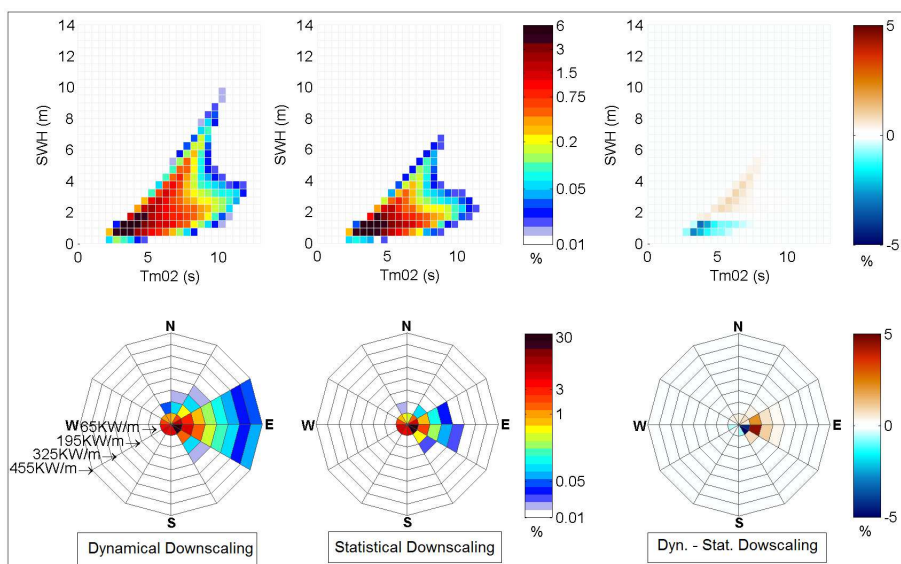 14
12
10
8
6
4
2
0
SWH (m)
0 5 10
Tm02 (s)
14
12
10
8
6
4
2
0
SWH (m)
0 5 10
Tm02 (s)
6
3
1.5
0.75
0.2
0.05
0.01
%
14
12
10
8
6
4
2
0
SWH (m)
0 5 10
Tm02 (s)
5
0
-5
%
N
W
E
S
65KW/m
195KW/m
325KW/m
455KW/m
Dynamical Downscaling
N
W
E
S
Statistical Downscaling
30
3
1
0.05
0.01
%
N
W
E
S
Dyn. - Stat. Dowscaling
5
0
-5
%